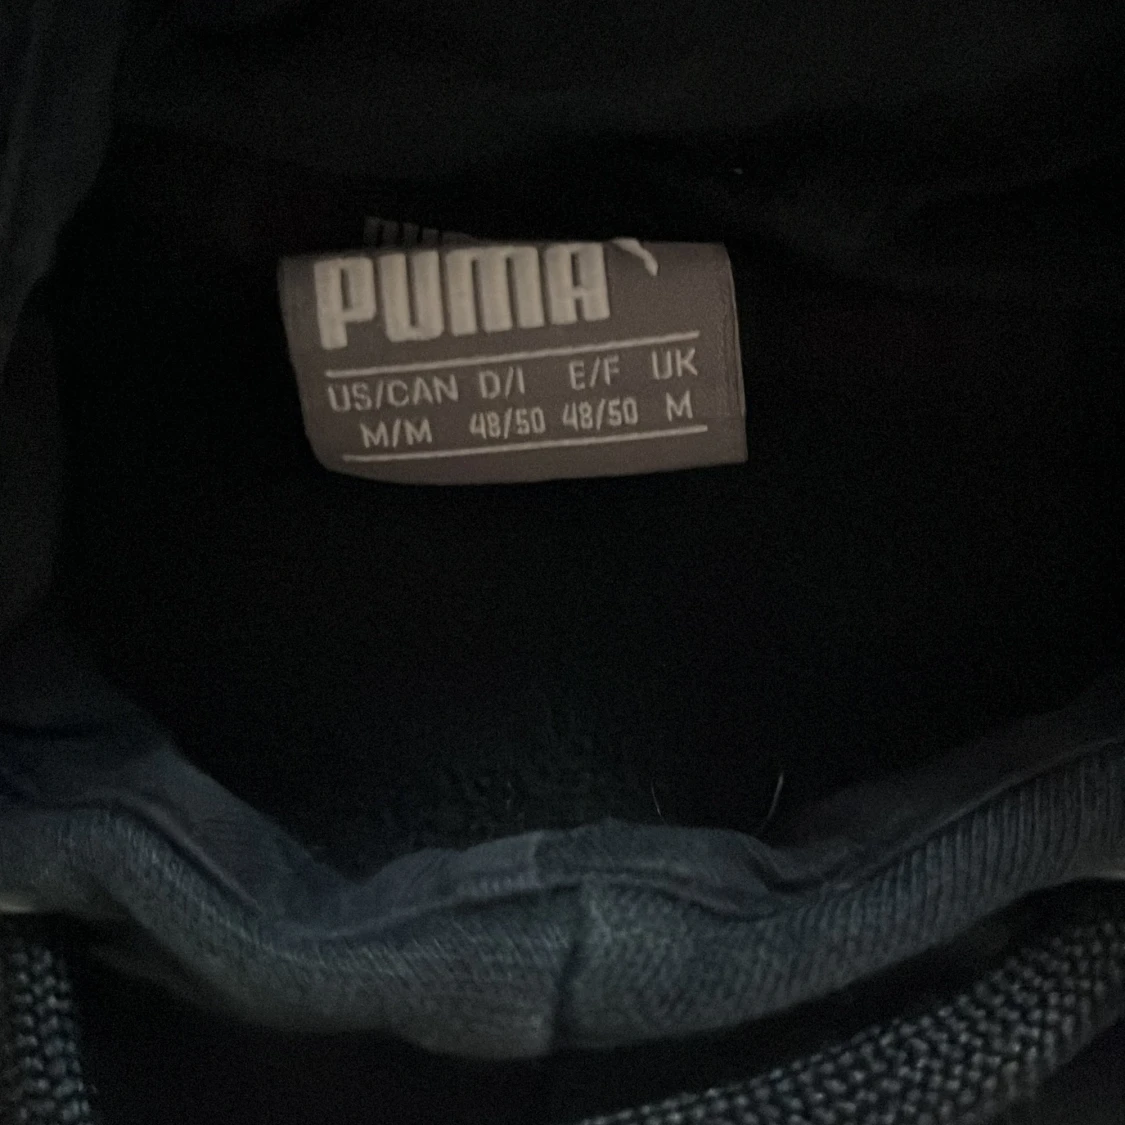 PUMA
US/CAN D/I E/F UK
M/M 48/50 48/50 M